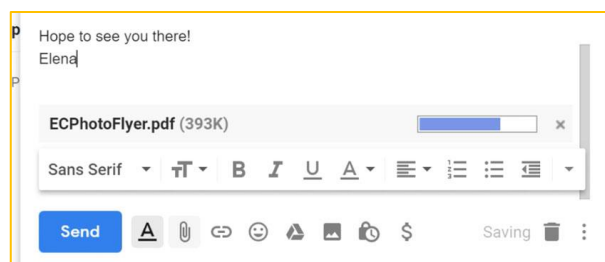 p
Hope to see you there!
Elena
P
ECPhotoFlyer.pdf (393K)
Sans Serif
Send
Saving